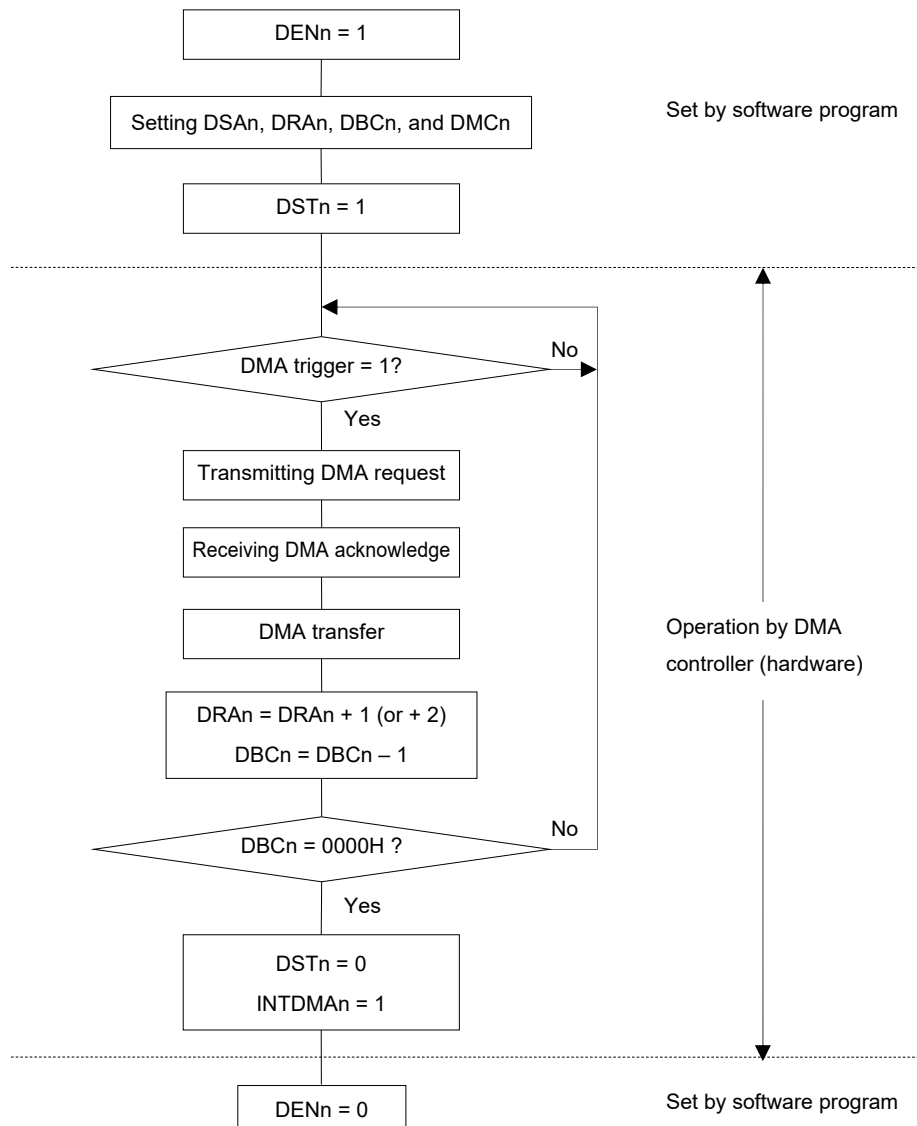 DENn = 1
Setting DSAn, DRAn, DBCn, and DMCn
Set by software program
DSTn = 1
DMA trigger = 1?
No
Yes
Transmitting DMA request
Receiving DMA acknowledge
DMA transfer
Operation by DMA
controller (hardware)
DRAn = DRAn + 1 (or + 2)
DBCn = DBCn – 1
DBCn = 0000H ?
No
Yes
DSTn = 0
INTDMAn = 1
DENn = 0
Set by software program